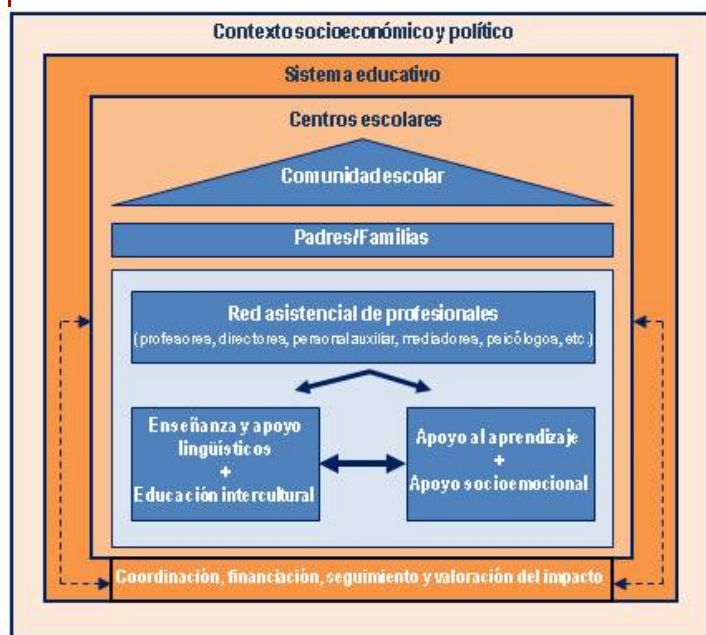 Contexto socioeconómico y político
Sistema educativo
Centros escolares
Comunidad escolar
Padres/Familias
Red asistencial de profesionales
(profesores, directores, personal auxiliar, mediadores, psicólogos, etc.)
Enseñanza y apoyo
lingüísticos
+
Educación intercultural
Apoyo al aprendizaje
+
Apoyo socioemocional
Coordinación, financiación, seguimiento y valoración del impacto